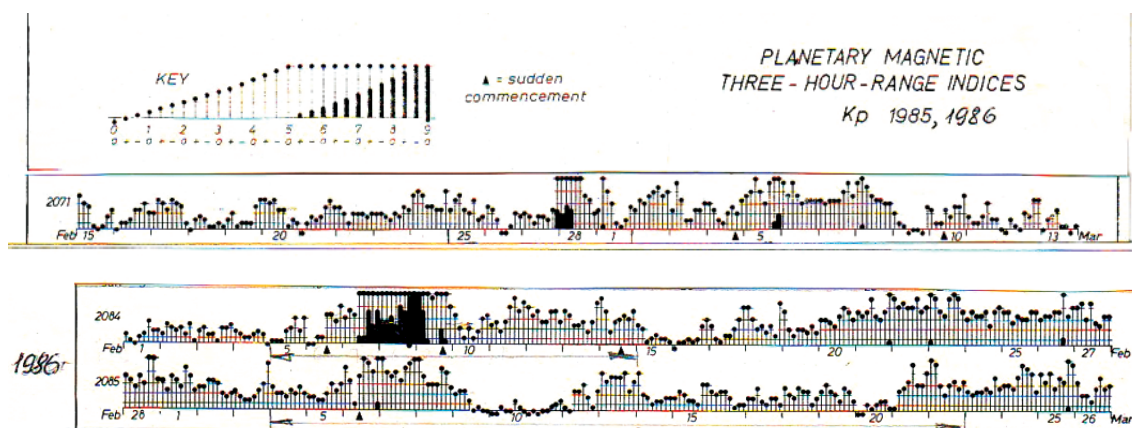 KEY
0 1 2 3 4 5 6 7 8 9
o + - o + - o + - o + - o + - o + - o + - o + - o + - o
▲ = sudden
commencement
PLANETARY MAGNETIC
THREE-HOUR-RANGE INDICES
Kp 1985, 1986
2071
Feb 15 20 25 28 1 5 10 13 Mar
2084
Feb 1 5 10 15 20 25 27 Feb
1986
2085
Feb 28 1 5 10 15 20 25 26 Mar